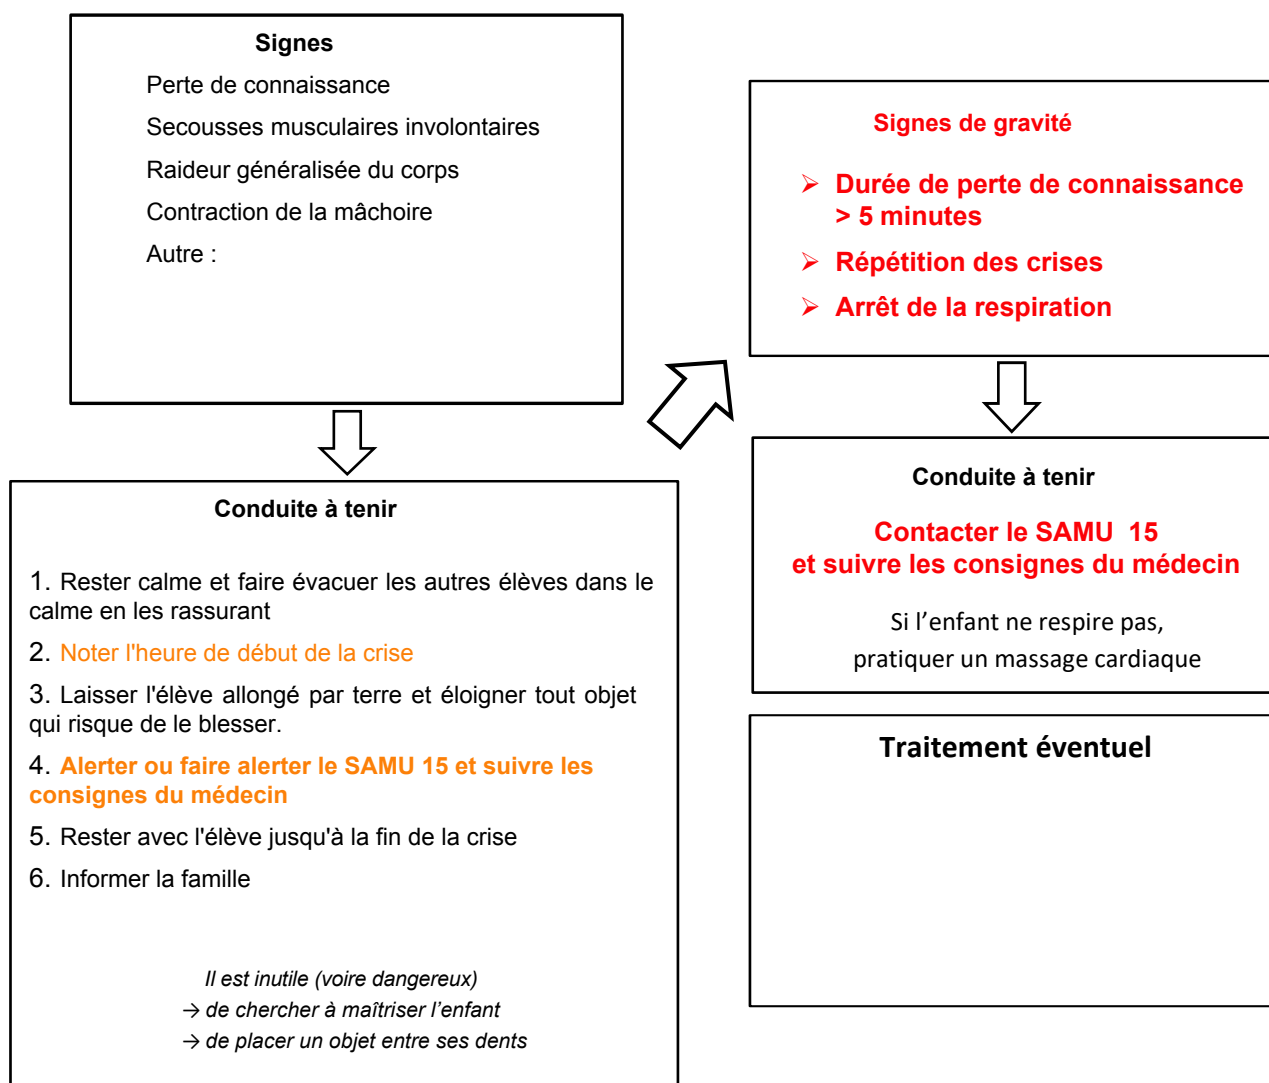 Signes
Perte de connaissance
Secousses musculaires involontaires
Raideur généralisée du corps
Contraction de la mâchoire
Autre :
Conduite à tenir
1. Rester calme et faire évacuer les autres élèves dans le
calme en les rassurant
2. Noter l'heure de début de la crise
3. Laisser l'élève allongé par terre et éloigner tout objet
qui risque de le blesser.
4. Alerter ou faire alerter le SAMU 15 et suivre les
consignes du médecin
5. Rester avec l'élève jusqu'à la fin de la crise
6. Informer la famille
Il est inutile (voire dangereux)
→ de chercher à maîtriser l’enfant
→ de placer un objet entre ses dents
Signes de gravité
➢ Durée de perte de connaissance
> 5 minutes
➢ Répétition des crises
➢ Arrêt de la respiration
Conduite à tenir
Contacter le SAMU 15
et suivre les consignes du médecin
Si l’enfant ne respire pas,
pratiquer un massage cardiaque
Traitement éventuel